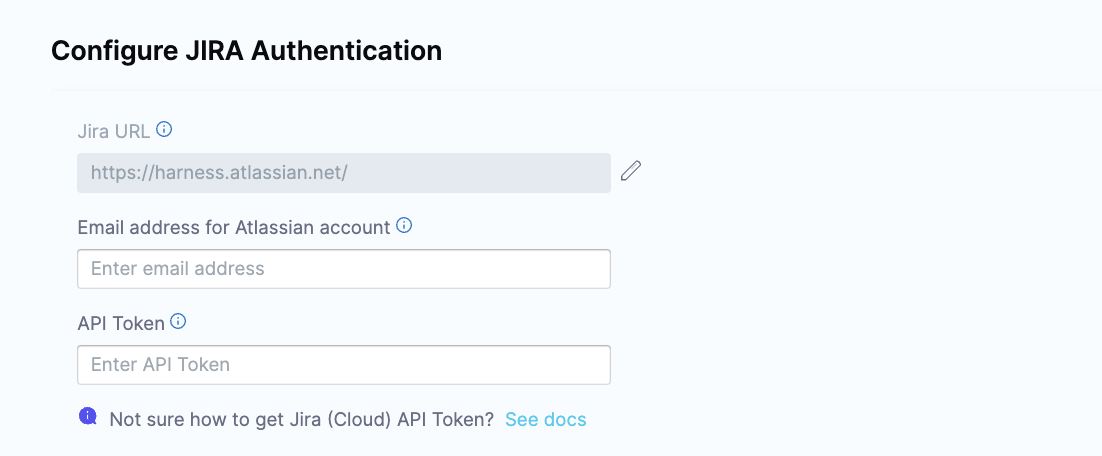 Configure JIRA Authentication
Jira URL
https://harness.atlassian.net/
Email address for Atlassian account
Enter email address
API Token
Enter API Token
Not sure how to get Jira (Cloud) API Token? See docs